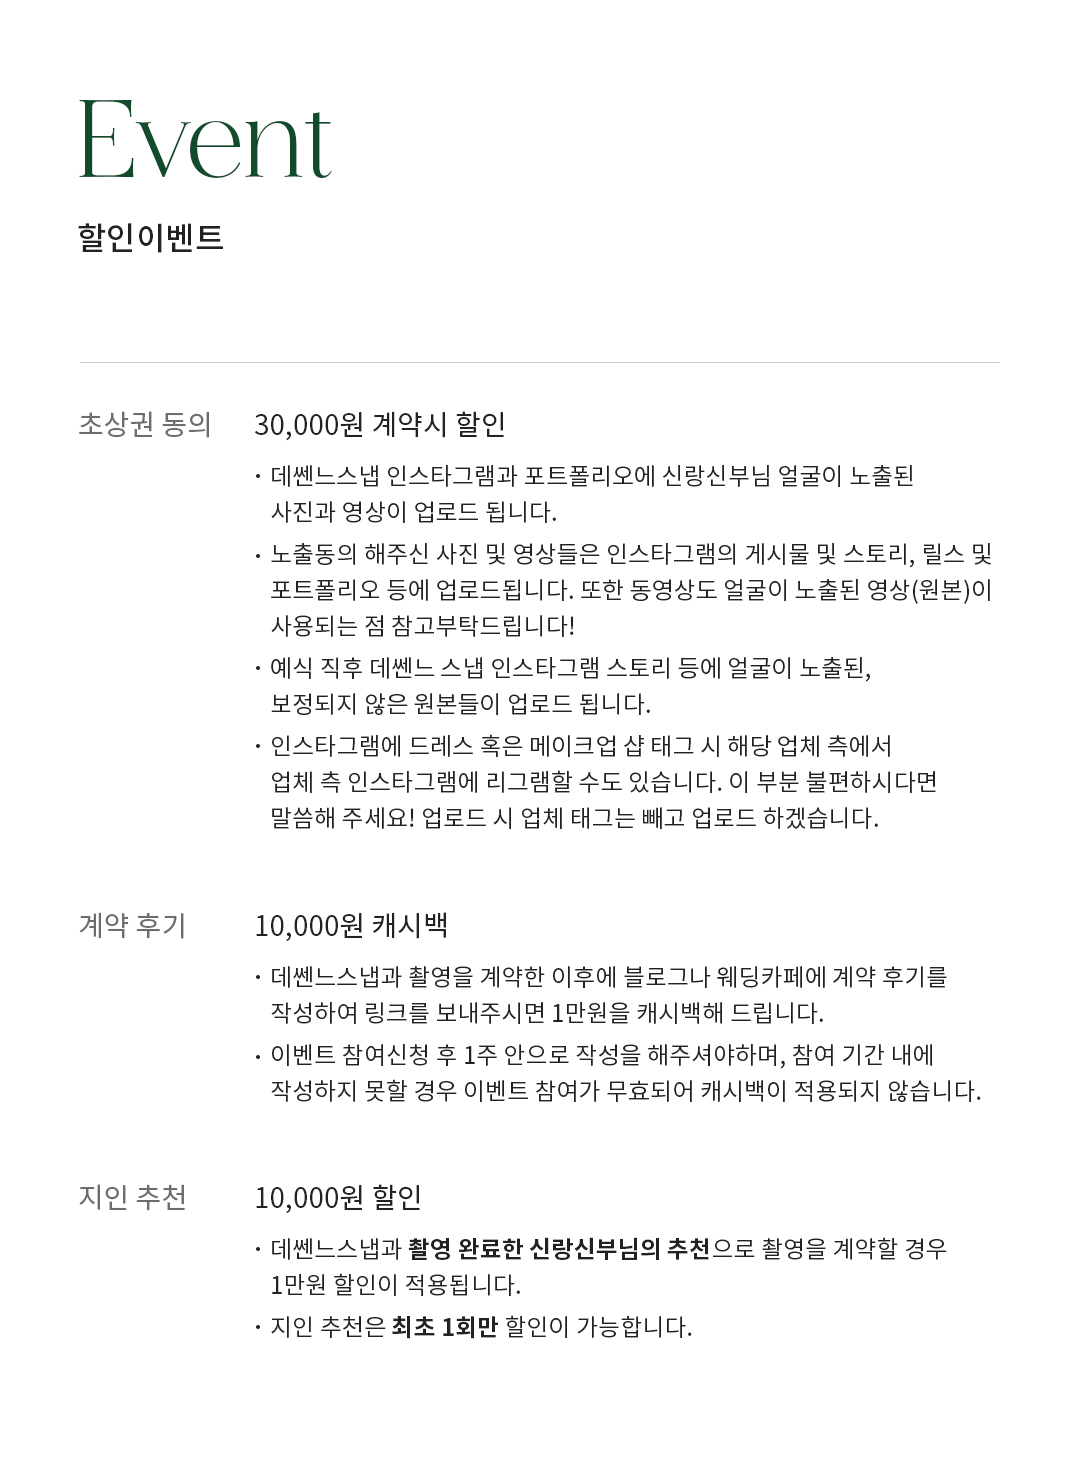 Event
할인이벤트
초상권 동의
30,000원 계약시 할인
· 데쎈느스냅 인스타그램과 포트폴리오에 신랑신부님 얼굴이 노출된
사진과 영상이 업로드 됩니다.
· 노출동의 해주신 사진 및 영상들은 인스타그램의 게시물 및 스토리, 릴스 및
포트폴리오 등에 업로드됩니다. 또한 동영상도 얼굴이 노출된 영상(원본)이
사용되는 점 참고부탁드립니다!
· 예식 직후 데쎈느 스냅 인스타그램 스토리 등에 얼굴이 노출된,
보정되지 않은 원본들이 업로드 됩니다.
· 인스타그램에 드레스 혹은 메이크업 샵 태그 시 해당 업체 측에서
업체 측 인스타그램에 리그램할 수도 있습니다. 이 부분 불편하시다면
말씀해 주세요! 업로드 시 업체 태그는 빼고 업로드 하겠습니다.
계약 후기
10,000원 캐시백
· 데쎈느스냅과 촬영을 계약한 이후에 블로그나 웨딩카페에 계약 후기를
작성하여 링크를 보내주시면 1만원을 캐시백해 드립니다.
· 이벤트 참여신청 후 1주 안으로 작성을 해주셔야하며, 참여 기간 내에
작성하지 못할 경우 이벤트 참여가 무효되어 캐시백이 적용되지 않습니다.
지인 추천
10,000원 할인
· 데쎈느스냅과 촬영 완료한 신랑신부님의 추천으로 촬영을 계약할 경우
1만원 할인이 적용됩니다.
· 지인 추천은 최초 1회만 할인이 가능합니다.